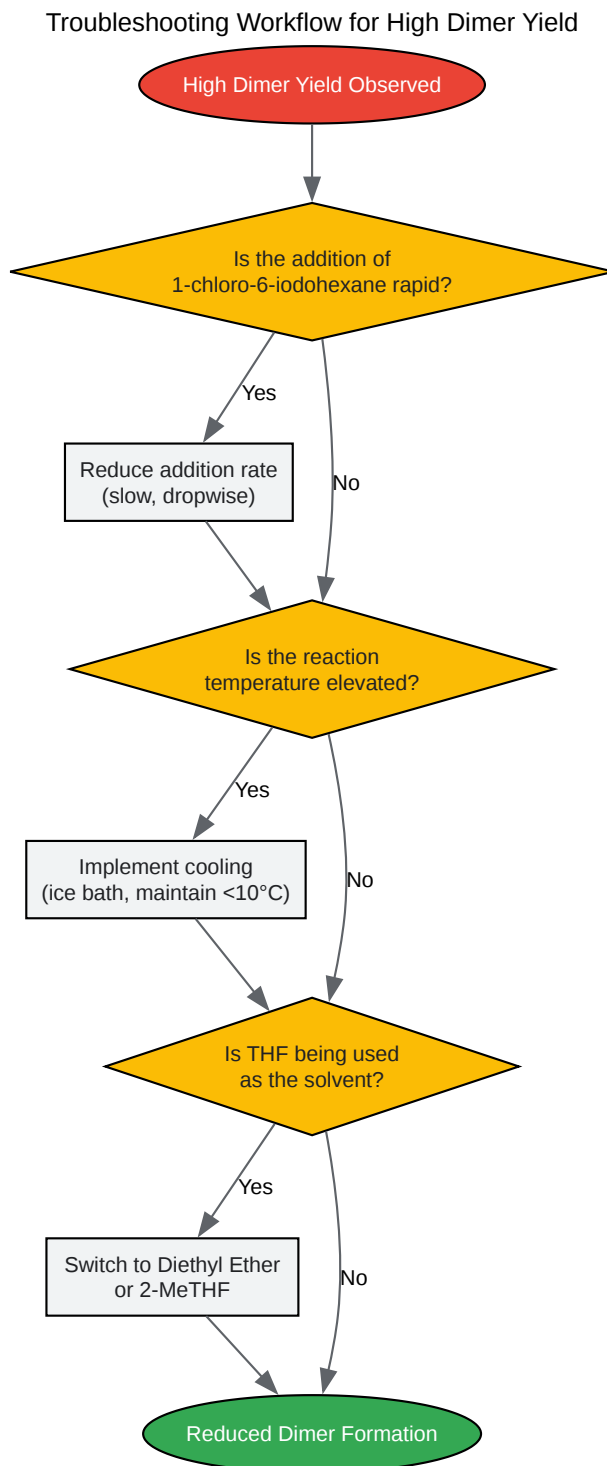 Troubleshooting Workflow for High Dimer Yield
High Dimer Yield Observed
Is the addition of
1-chloro-6-iodohexane rapid?
Yes
Reduce addition rate
(slow, dropwise)
No
Is the reaction
temperature elevated?
Yes
Implement cooling
(ice bath, maintain <10°C)
No
Is THF being used
as the solvent?
Yes
Switch to Diethyl Ether
or 2-MeTHF
No
Reduced Dimer Formation